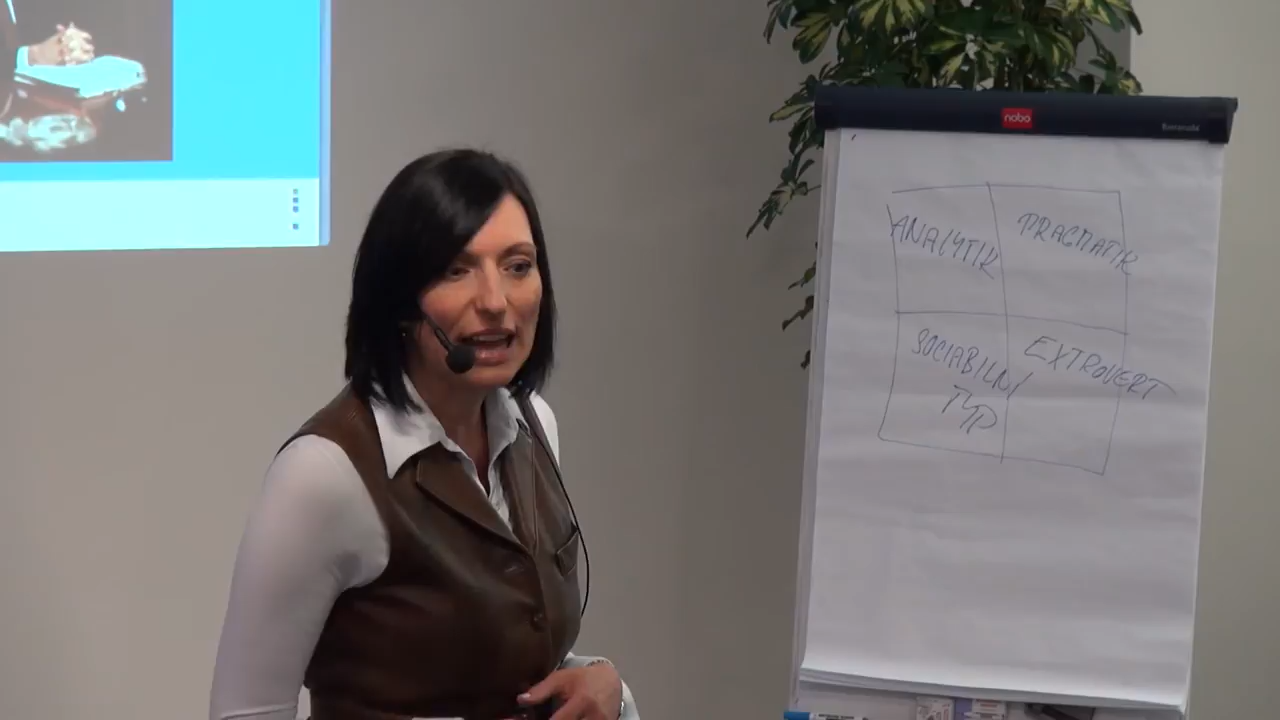 nobo
ANALYTIK
PRAGMATIK
SOCIABILNÍ
TYP
EXTROVERT